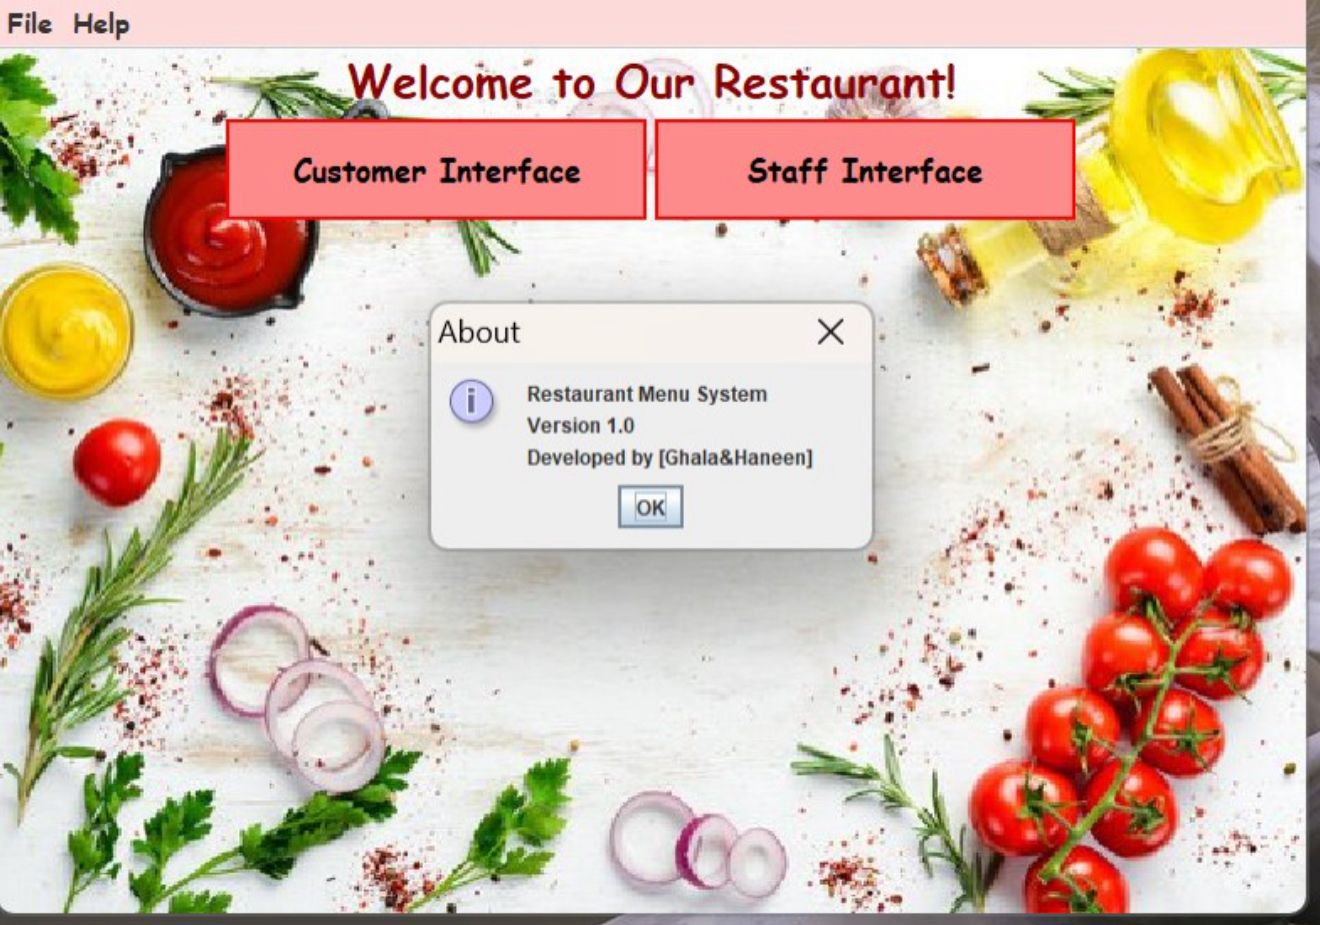 File Help
Welcome to Our Restaurant!
Customer Interface
Staff Interface
About
Restaurant Menu System
Version 1.0
Developed by [Ghala&Haneen]
OK